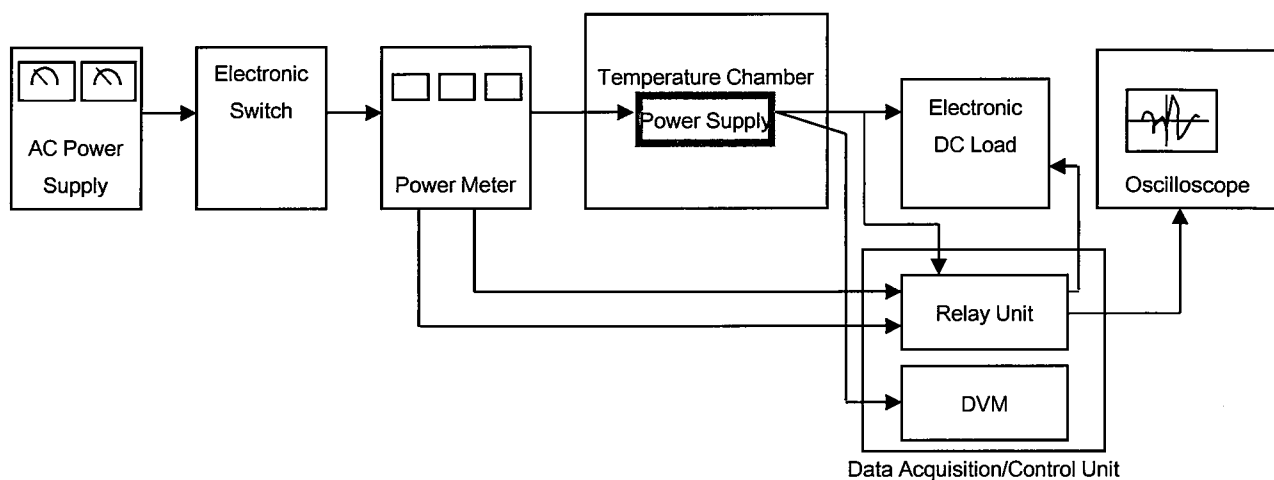 AC Power
Supply
Electronic
Switch
Power Meter
Temperature Chamber
Power Supply
Electronic
DC Load
Oscilloscope
Relay Unit
DVM
Data Acquisition/Control Unit